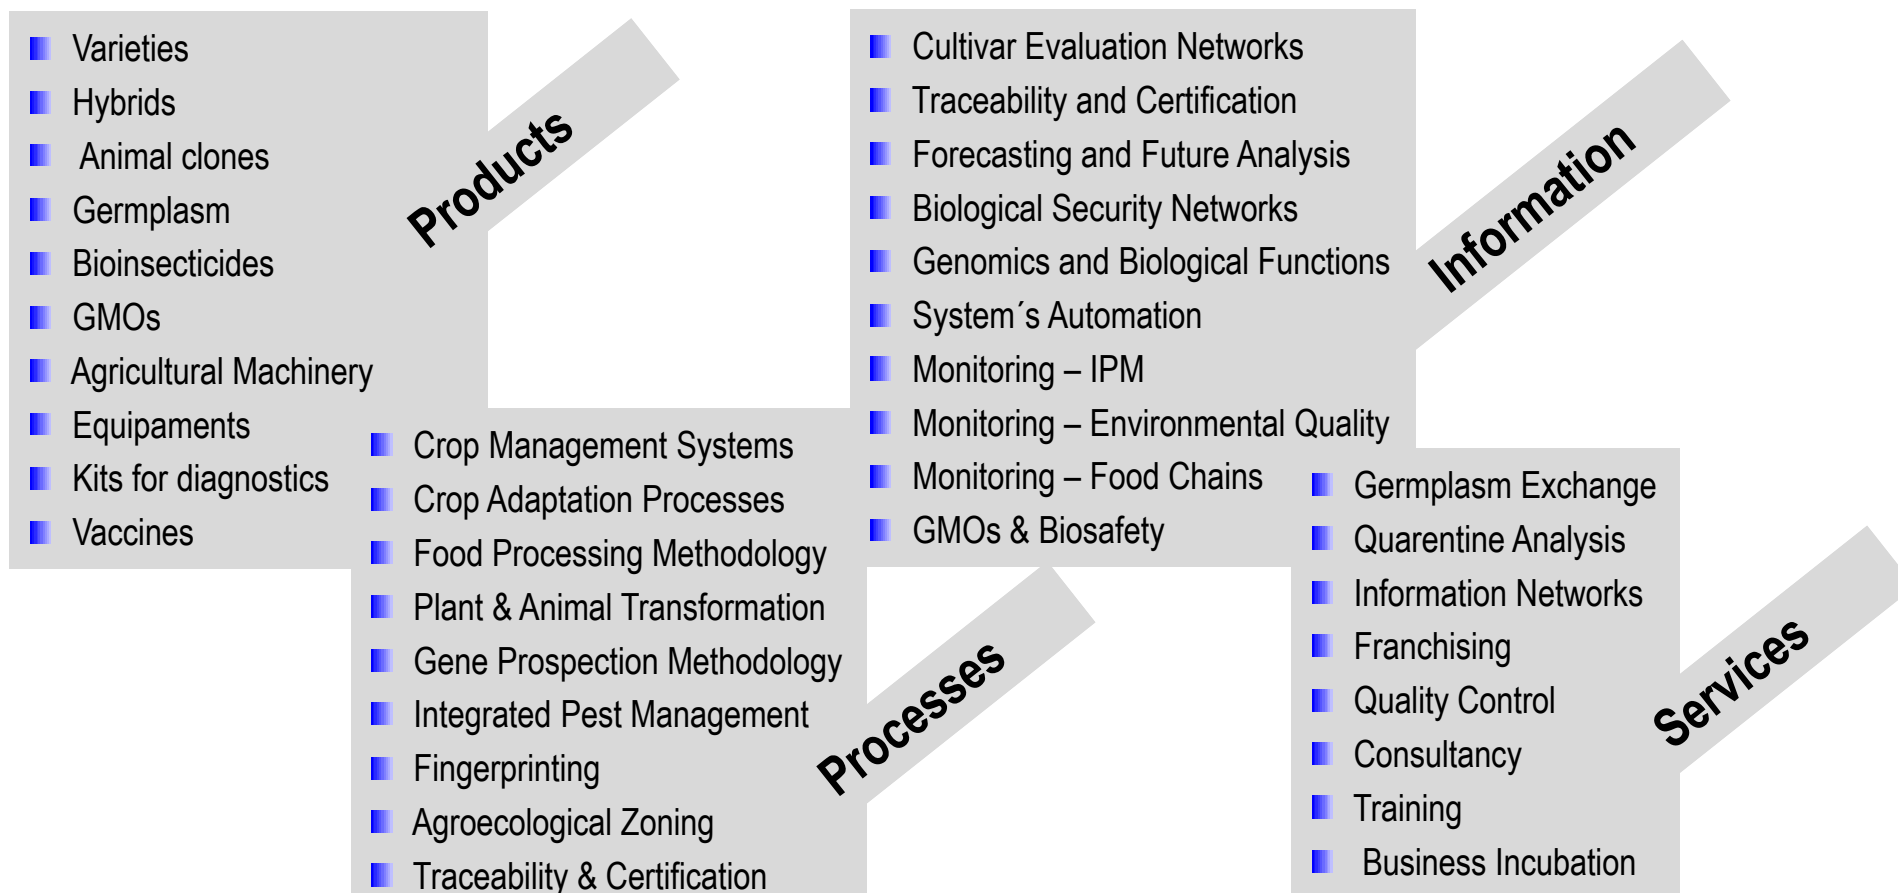 Varieties
Hybrids
Animal clones
Germplasm
Bioinsecticides
GMOs
Agricultural Machinery
Equipaments
Kits for diagnostics
Vaccines
Products
Crop Management Systems
Crop Adaptation Processes
Food Processing Methodology
Plant & Animal Transformation
Gene Prospection Methodology
Integrated Pest Management
Fingerprinting
Agroecological Zoning
Traceability & Certification
Processes
Cultivar Evaluation Networks
Traceability and Certification
Forecasting and Future Analysis
Biological Security Networks
Genomics and Biological Functions
System´s Automation
Monitoring – IPM
Monitoring – Environmental Quality
Monitoring – Food Chains
GMOs & Biosafety
Information
Germplasm Exchange
Quarentine Analysis
Information Networks
Franchising
Quality Control
Consultancy
Training
Business Incubation
Services